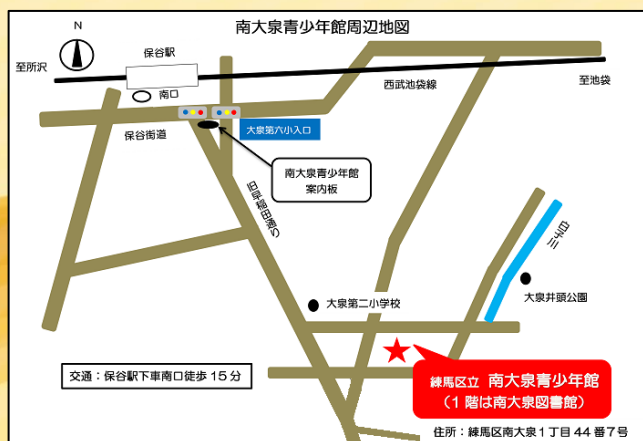 南大泉青少年館周辺地図
N
保谷駅
至所沢
南口
西武池袋線
至池袋
保谷街道
大泉第六小入口
南大泉青少年館
案内板
旧早稲田通り
白子川
大泉第二小学校
大泉井頭公園
交通：保谷駅下車南口徒歩15分
練馬区立 南大泉青少年館
（1階は南大泉図書館）
住所：練馬区南大泉1丁目44番7号